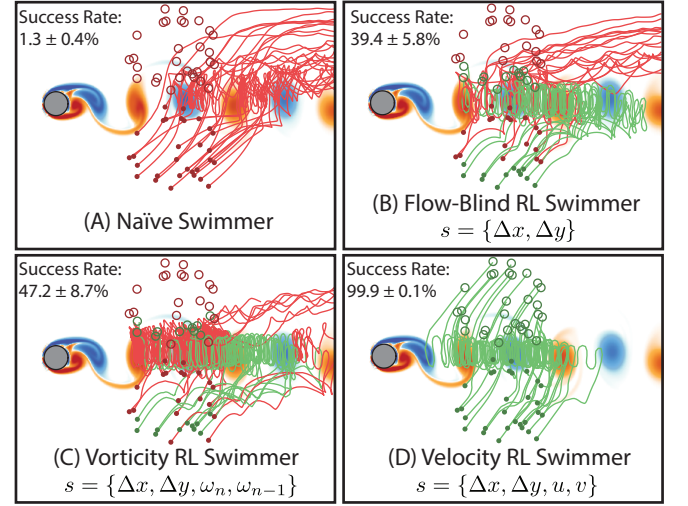 Success Rate:
1.3 ± 0.4%
(A) Naïve Swimmer
Success Rate:
39.4 ± 5.8%
(B) Flow-Blind RL Swimmer
s = {Δx, Δy}
Success Rate:
47.2 ± 8.7%
(C) Vorticity RL Swimmer
s = {Δx, Δy, ωₙ, ωₙ₋₁}
Success Rate:
99.9 ± 0.1%
(D) Velocity RL Swimmer
s = {Δx, Δy, u, v}